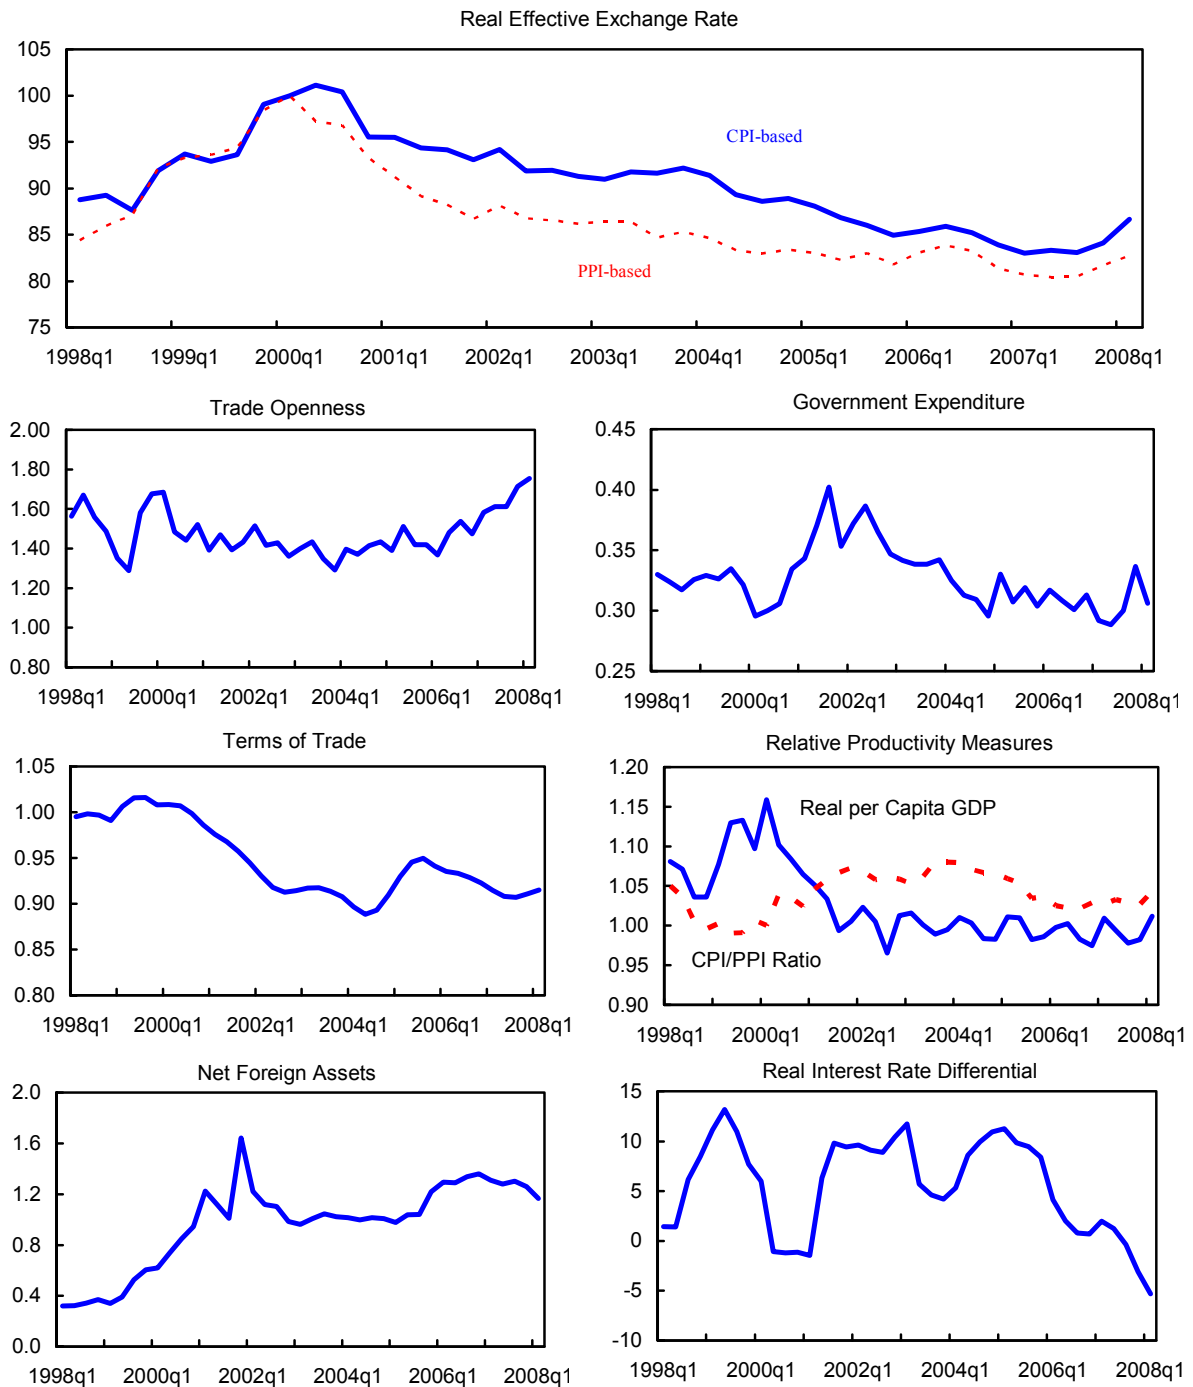 Real Effective Exchange Rate
105
100
95
90
85
80
75
CPI-based
PPI-based
1998q1 1999q1 2000q1 2001q1 2002q1 2003q1 2004q1 2005q1 2006q1 2007q1 2008q1
Trade Openness
2.00
1.80
1.60
1.40
1.20
1.00
0.80
1998q1 2000q1 2002q1 2004q1 2006q1 2008q1
Government Expenditure
0.45
0.40
0.35
0.30
0.25
1998q1 2000q1 2002q1 2004q1 2006q1 2008q1
Terms of Trade
1.05
1.00
0.95
0.90
0.85
0.80
1998q1 2000q1 2002q1 2004q1 2006q1 2008q1
Relative Productivity Measures
1.20
1.15
1.10
1.05
1.00
0.95
0.90
Real per Capita GDP
CPI/PPI Ratio
1998q1 2000q1 2002q1 2004q1 2006q1 2008q1
Net Foreign Assets
2.0
1.6
1.2
0.8
0.4
0.0
1998q1 2000q1 2002q1 2004q1 2006q1 2008q1
Real Interest Rate Differential
15
10
5
0
-5
-10
1998q1 2000q1 2002q1 2004q1 2006q1 2008q1